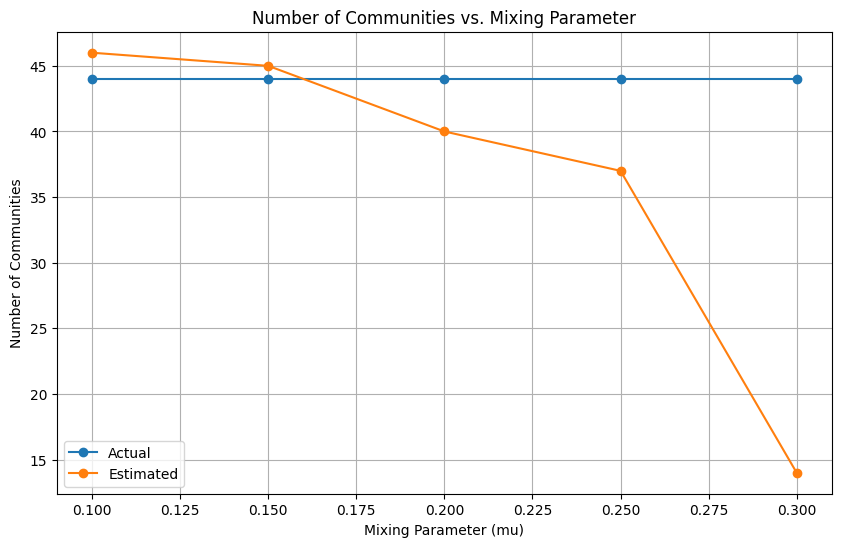 Number of Communities vs. Mixing Parameter
45
40
35
30
25
20
15
Number of Communities
Actual
Estimated
0.100 0.125 0.150 0.175 0.200 0.225 0.250 0.275 0.300
Mixing Parameter (mu)